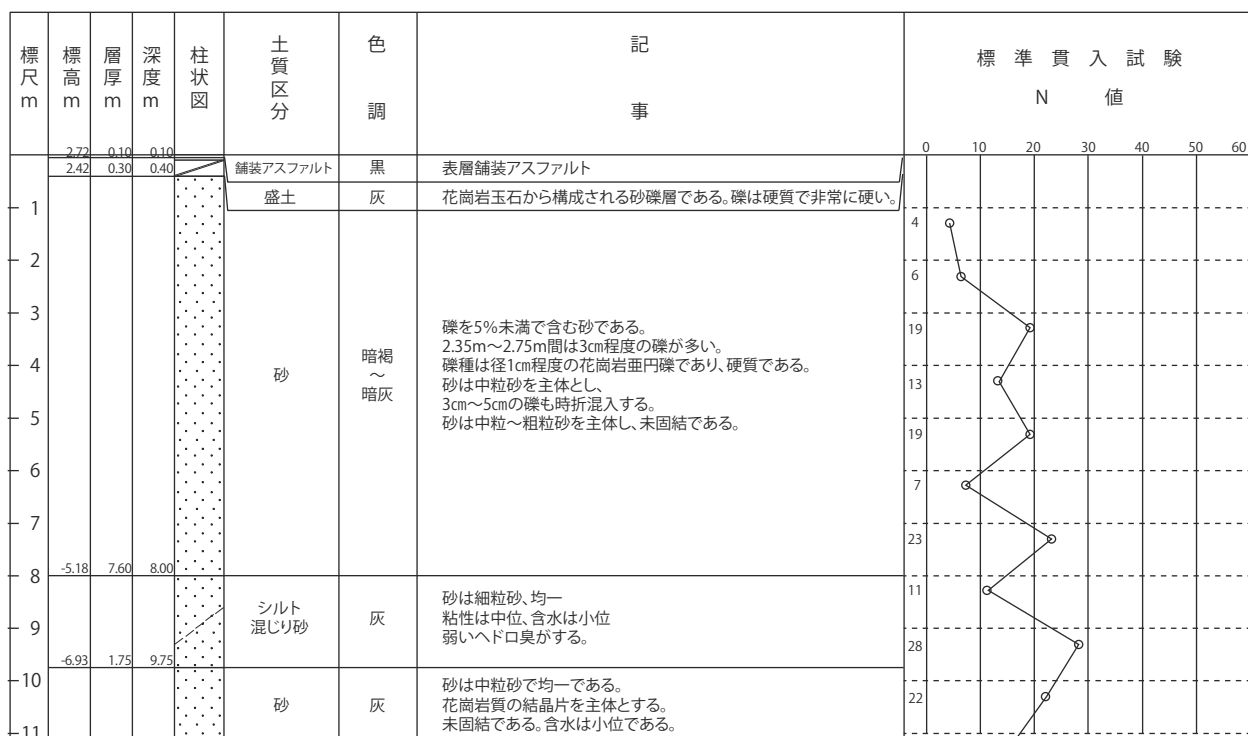 標尺m 標高m 層厚m 深度m 柱状図 土質区分 色調 記事 標準貫入試験
N 値
0 10 20 30 40 50 60
2.72 0.10 0.10
2.42 0.30 0.40
舗装アスファルト 黒 表層舗装アスファルト
盛土 灰 花崗岩玉石から構成される砂礫層である。礫は硬質で非常に硬い。
1
4
2
6
3
19
4
13
5
19
6
7
7
23
砂
暗褐
〜
暗灰
礫を5%未満で含む砂である。
2.35m〜2.75m間は3㎝程度の礫が多い。
礫種は径1㎝程度の花崗岩亜円礫であり、硬質である。
砂は中粒砂を主体とし、
3㎝〜5㎝の礫も時折混入する。
砂は中粒〜粗粒砂を主体し、未固結である。
-5.18 7.60 8.00
8
11
シルト
混じり砂
灰
砂は細粒砂、均一
粘性は中位、含水は小位
弱いヘドロ臭がする。
9
28
-6.93 1.75 9.75
10
22
砂
灰
砂は中粒砂で均一である。
花崗岩質の結晶片を主体とする。
未固結である。含水は小位である。
11